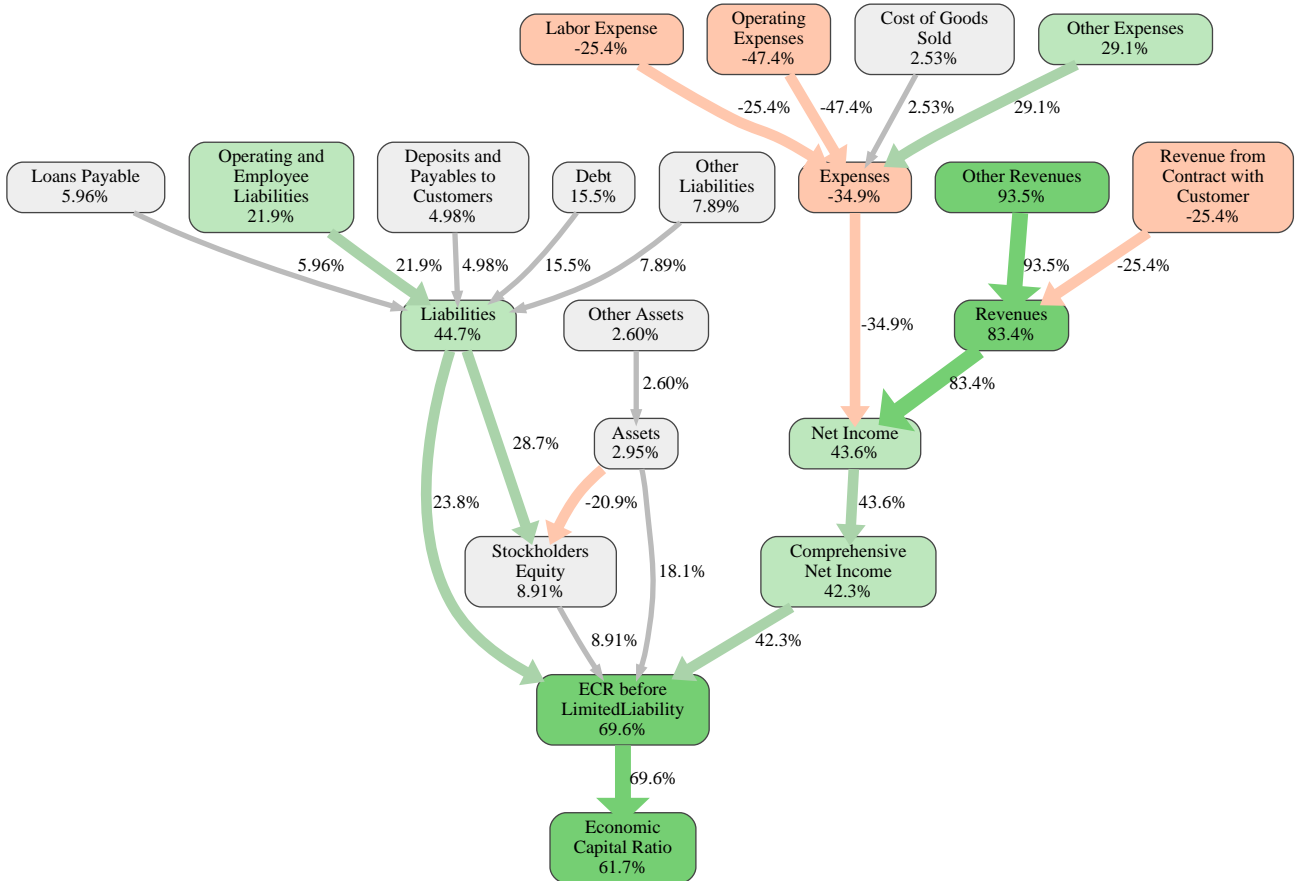 Labor Expense
-25.4%
Operating
Expenses
-47.4%
Cost of Goods
Sold
2.53%
Other Expenses
29.1%
-25.4%
-47.4%
2.53%
29.1%
Loans Payable
5.96%
Operating and
Employee
Liabilities
21.9%
Deposits and
Payables to
Customers
4.98%
Debt
15.5%
Other
Liabilities
7.89%
Expenses
-34.9%
Other Revenues
93.5%
Revenue from
Contract with
Customer
-25.4%
5.96%
21.9%
4.98%
15.5%
7.89%
93.5%
-25.4%
Liabilities
44.7%
Other Assets
2.60%
-34.9%
Revenues
83.4%
2.60%
83.4%
28.7%
Assets
2.95%
Net Income
43.6%
23.8%
-20.9%
43.6%
Stockholders
Equity
8.91%
18.1%
Comprehensive
Net Income
42.3%
8.91%
42.3%
ECR before
LimitedLiability
69.6%
69.6%
Economic
Capital Ratio
61.7%